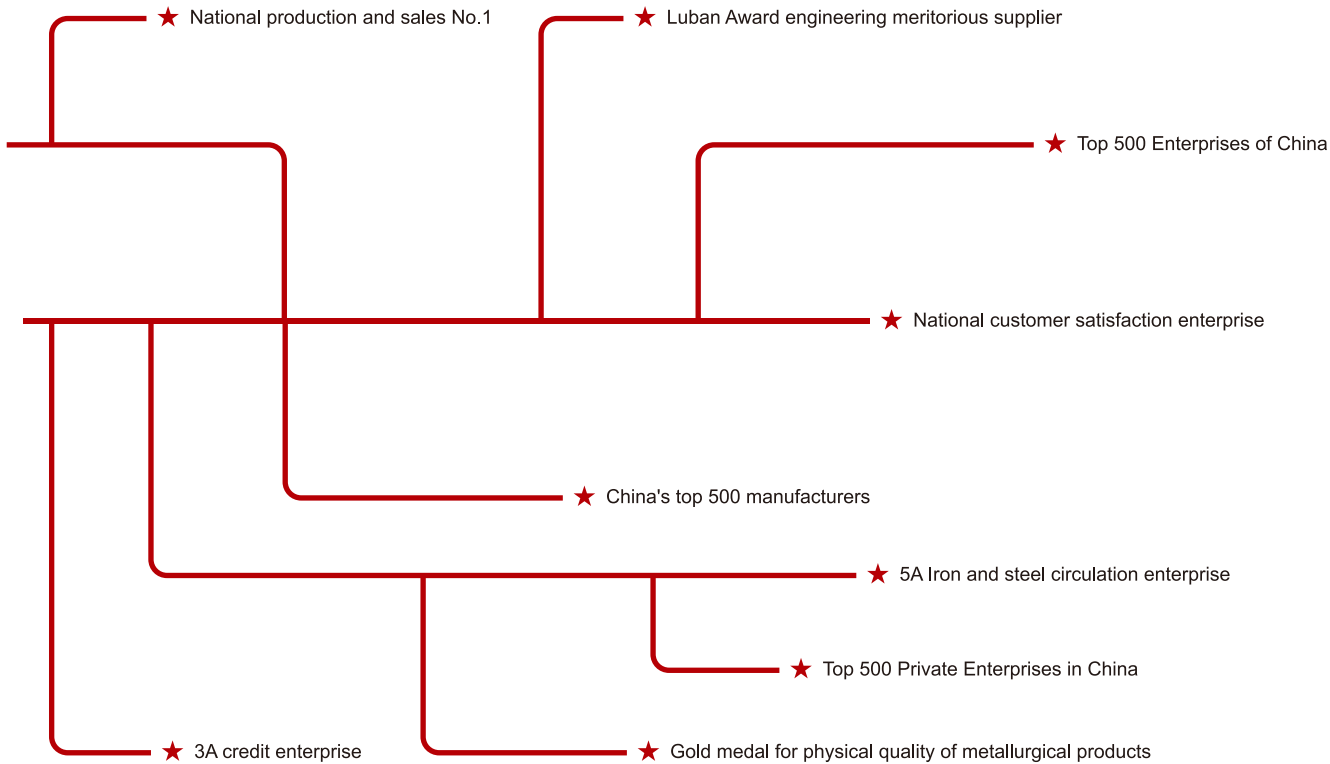 National production and sales No.1
Luban Award engineering meritorious supplier
Top 500 Enterprises of China
National customer satisfaction enterprise
China's top 500 manufacturers
5A Iron and steel circulation enterprise
Top 500 Private Enterprises in China
3A credit enterprise
Gold medal for physical quality of metallurgical products